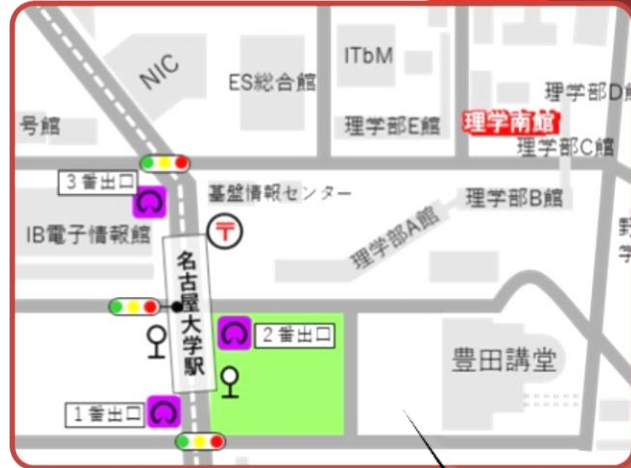 NIC
ES総合館
ITbM
理学部D館
号館
理学部E館
理学南館
理学部C館
3番出口
基盤情報センター
理学部B館
IB電子情報館
〒
理学部A館
名古屋大学駅
2番出口
豊田講堂
1番出口